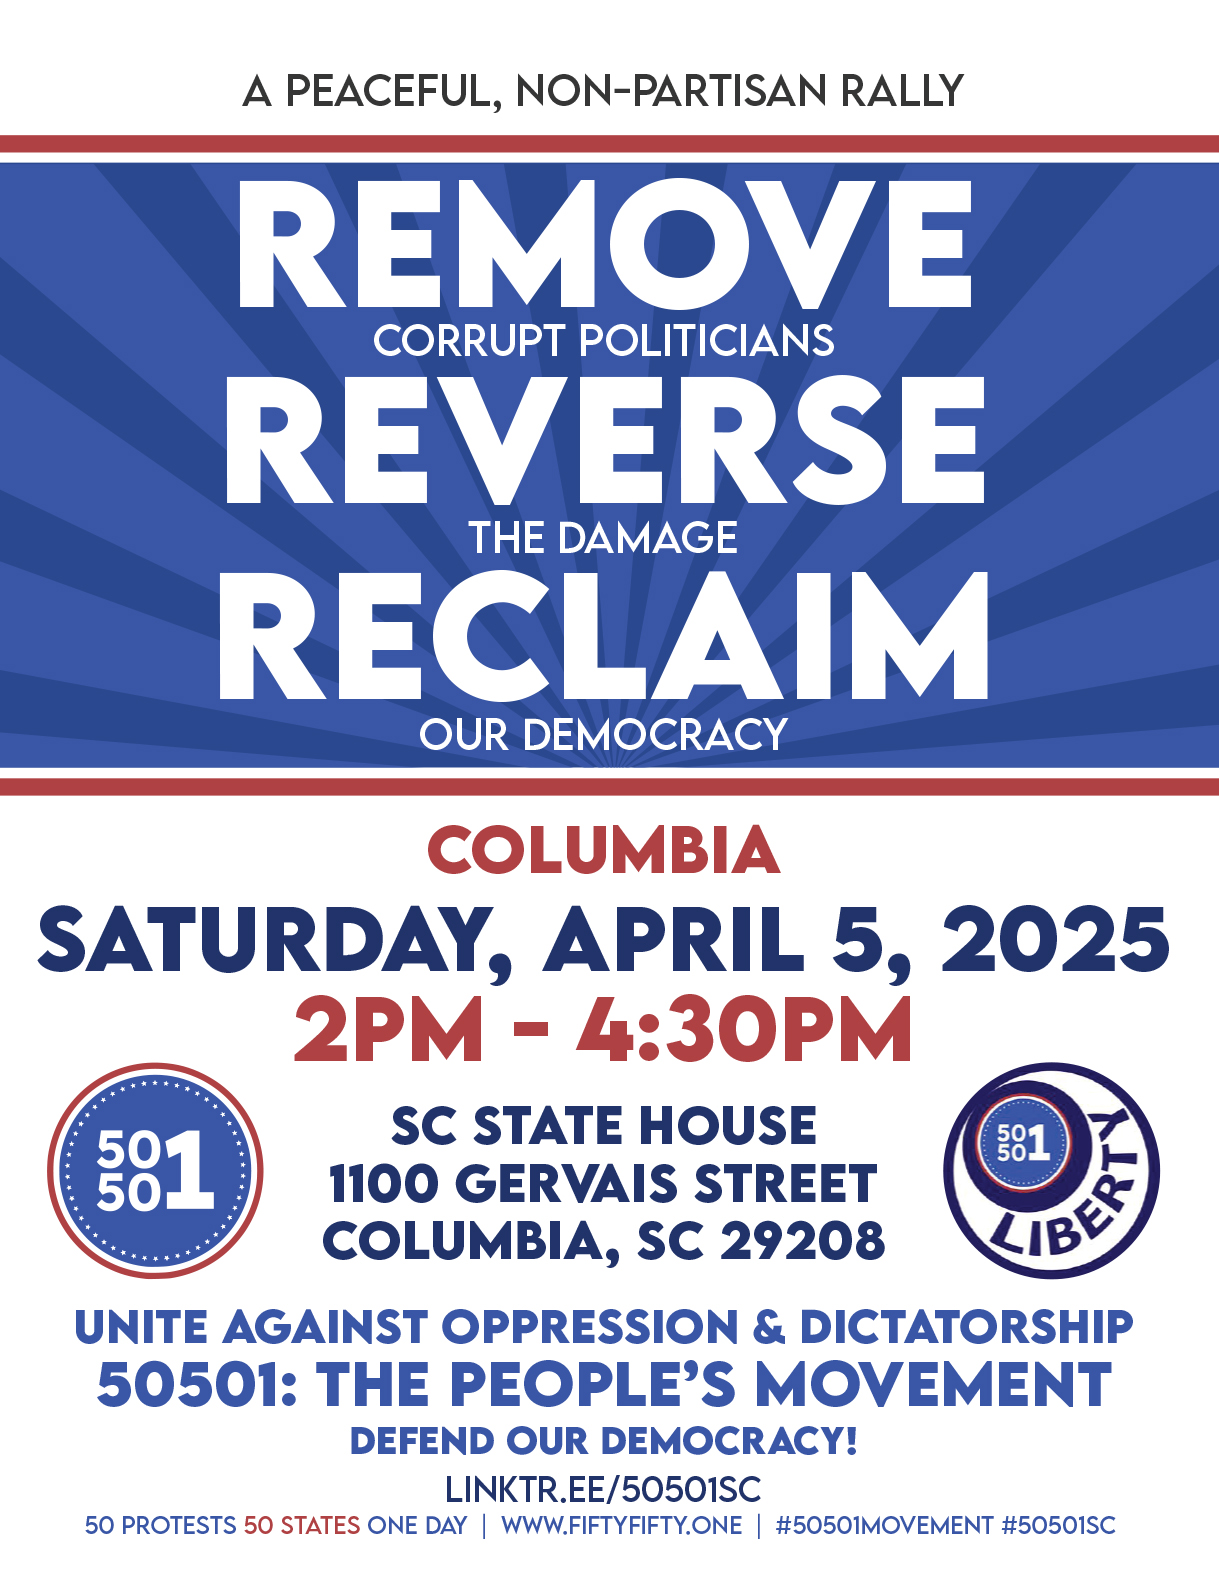 A PEACEFUL, NON-PARTISAN RALLY
REMOVE
CORRUPT POLITICIANS
REVERSE
THE DAMAGE
RECLAIM
OUR DEMOCRACY
COLUMBIA
SATURDAY, APRIL 5, 2025
2PM - 4:30PM
50
50
1
SC STATE HOUSE
1100 GERVAIS STREET
COLUMBIA, SC 29208
50
50
1
LIBERTY
UNITE AGAINST OPPRESSION & DICTATORSHIP
50501: THE PEOPLE'S MOVEMENT
DEFEND OUR DEMOCRACY!
LINKTR.EE/50501SC
50 PROTESTS 50 STATES ONE DAY | WWW.FIFTYFIFTY.ONE | #50501MOVEMENT #50501SC